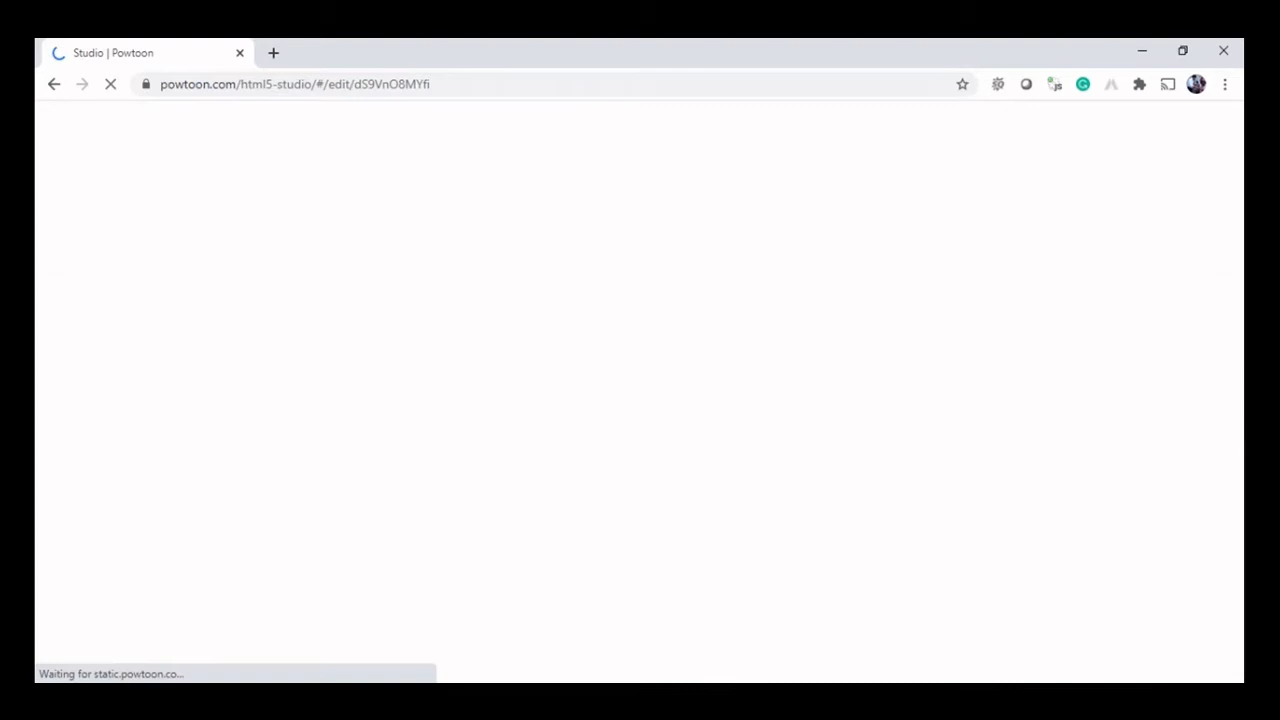 Studio | Powtoon
powtoon.com/html5-studio/#/edit/dS9VnO8MYfi
Waiting for static.powtoon.co...